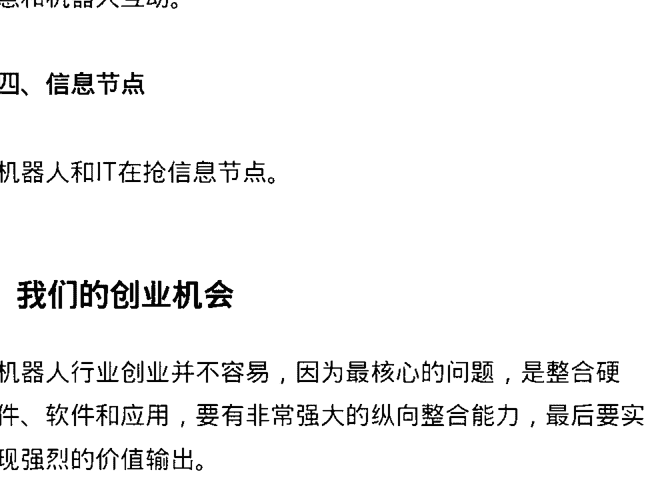 息和机器人互动。
四、信息节点
机器人和IT在抢信息节点。
我们的创业机会
机器人行业创业并不容易，因为最核心的问题，是整合硬
件、软件和应用，要有非常强大的纵向整合能力，最后要实
现强烈的价值输出。